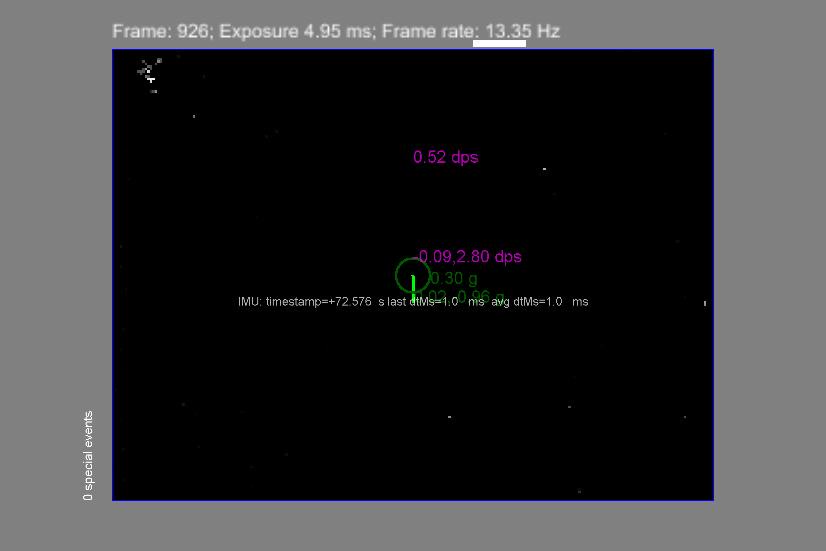 Frame: 926; Exposure 4.95 ms; Frame rate: 13.35 Hz
0.52 dps
-0.09,2.80 dps
0.30 g
IMU: timestamp=+72.576 s last dtMs=1.0 ms avg dtMs=1.0 ms
0 special events